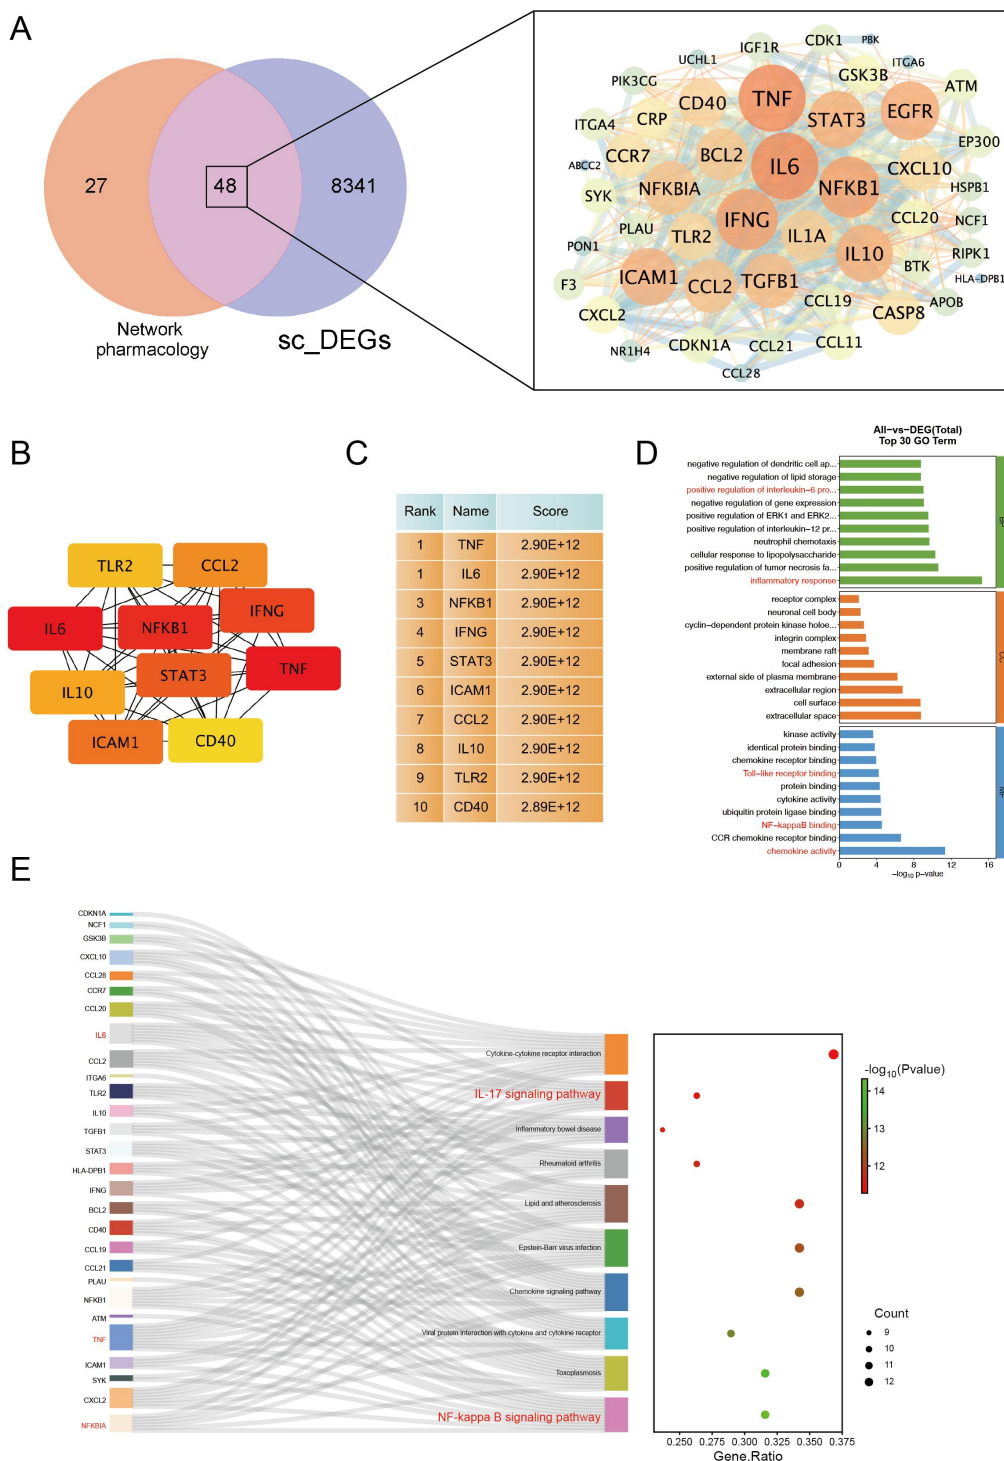 A
27
48
8341
Network
pharmacology
sc_DEGs
PBK
CDK1
IGF1R
UCHL1
ITGA6
GSK3B
PIK3CG
TNF
ATM
CD40
EGFR
STAT3
CRP
ITGA4
EP300
BCL2
CCR7
ABCC2
IL6
CXCL10
NFKBIA
NFKB1
HSPB1
SYK
CCL20
NCF1
PLAU
IFNG
TLR2
IL1A
PON1
IL10
RIPK1
BTK
HLA-DPB1
F3
ICAM1
CCL2
TGFB1
CCL19
APOB
CXCL2
CASP8
NR1H4
CDKN1A
CCL21
CCL11
CCL28
B
TLR2
CCL2
IFNG
IL6
NFKB1
STAT3
TNF
IL10
ICAM1
CD40
C
Rank Name Score
1 TNF 2.90E+12
1 IL6 2.90E+12
3 NFKB1 2.90E+12
4 IFNG 2.90E+12
5 STAT3 2.90E+12
6 ICAM1 2.90E+12
7 CCL2 2.90E+12
8 IL10 2.90E+12
9 TLR2 2.90E+12
10 CD40 2.89E+12
D
All−vs−DEG(Total)
Top 30 GO Term
negative regulation of dendritic cell ap...
negative regulation of lipid storage
positive regulation of interleukin−6 pro...
negative regulation of gene expression
positive regulation of ERK1 and ERK2...
positive regulation of interleukin−12 pr...
neutrophil chemotaxis
cellular response to lipopolysaccharide
positive regulation of tumor necrosis fa...
inflammatory response
receptor complex
neuronal cell body
cyclin−dependent protein kinase holoe...
integrin complex
membrane raft
focal adhesion
external side of plasma membrane
extracellular region
cell surface
extracellular space
kinase activity
identical protein binding
chemokine receptor binding
Toll−like receptor binding
protein binding
cytokine activity
ubiquitin protein ligase binding
NF−kappaB binding
CCR chemokine receptor binding
chemokine activity
0 4 8 12 16
−log10 p−value
E
CDKN1A
NCF1
GSK3B
CXCL10
CCL28
CCR7
CCL20
IL6
CCL2
ITGA6
TLR2
IL10
TGFB1
STAT3
HLA-DPB1
IFNG
BCL2
CD40
CCL19
CCL21
PLAU
NFKB1
ATM
TNF
ICAM1
SYK
CXCL2
NFKBIA
Cytokine-cytokine receptor interaction
IL-17 signaling pathway
Inflammatory bowel disease
Rheumatoid arthritis
Lipid and atherosclerosis
Epstein-Barr virus infection
Chemokine signaling pathway
Viral protein interaction with cytokine and cytokine receptor
Toxoplasmosis
NF-kappa B signaling pathway
0.250 0.275 0.300 0.325 0.350 0.375
Gene.Ratio
-log10(Pvalue)
14
13
12
Count
9
10
11
12